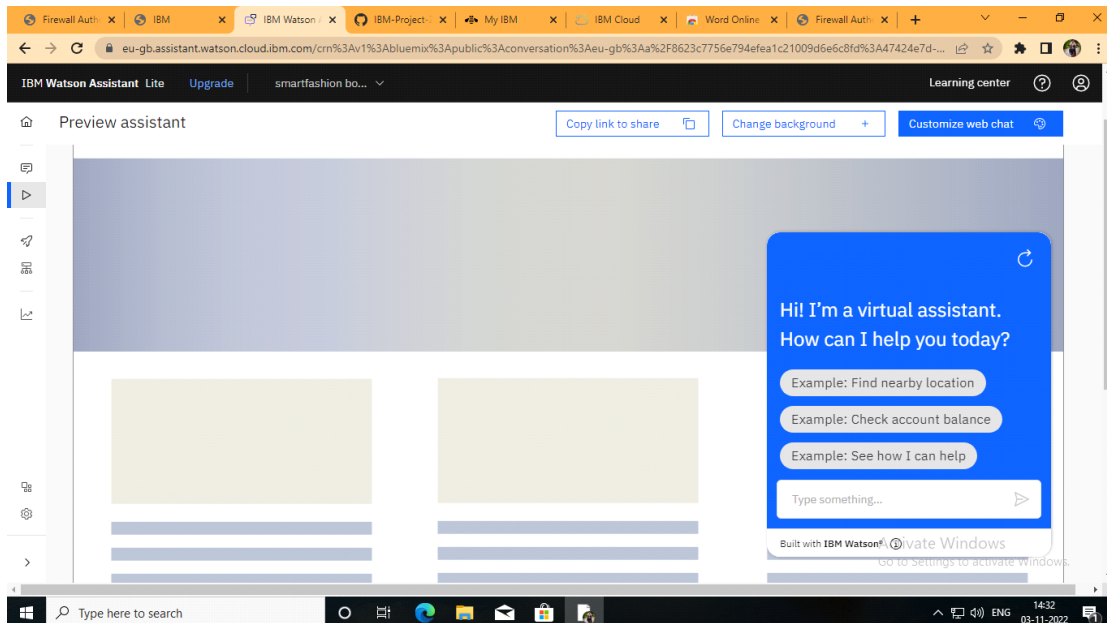 Firewall Auth
IBM
IBM Watson A
IBM-Project-
My IBM
IBM Cloud
Word Online
Firewall Auth
eu-gb.assistant.watson.cloud.ibm.com/crn%3Av1%3Abluemix%3Apublic%3Aconversation%3Aeu-gb%3Aa%2F8623c7756e794efea1c21009d6e6c8fd%3A47424e7d-...
IBM Watson Assistant Lite
Upgrade
smartfashion bo...
Learning center
Preview assistant
Copy link to share
Change background +
Customize web chat
Hi! I'm a virtual assistant.
How can I help you today?
Example: Find nearby location
Example: Check account balance
Example: See how I can help
Type something...
Built with IBM Watson®
Activate Windows
Go to Settings to activate Windows.
Type here to search
ENG
14:32
03-11-2022
1